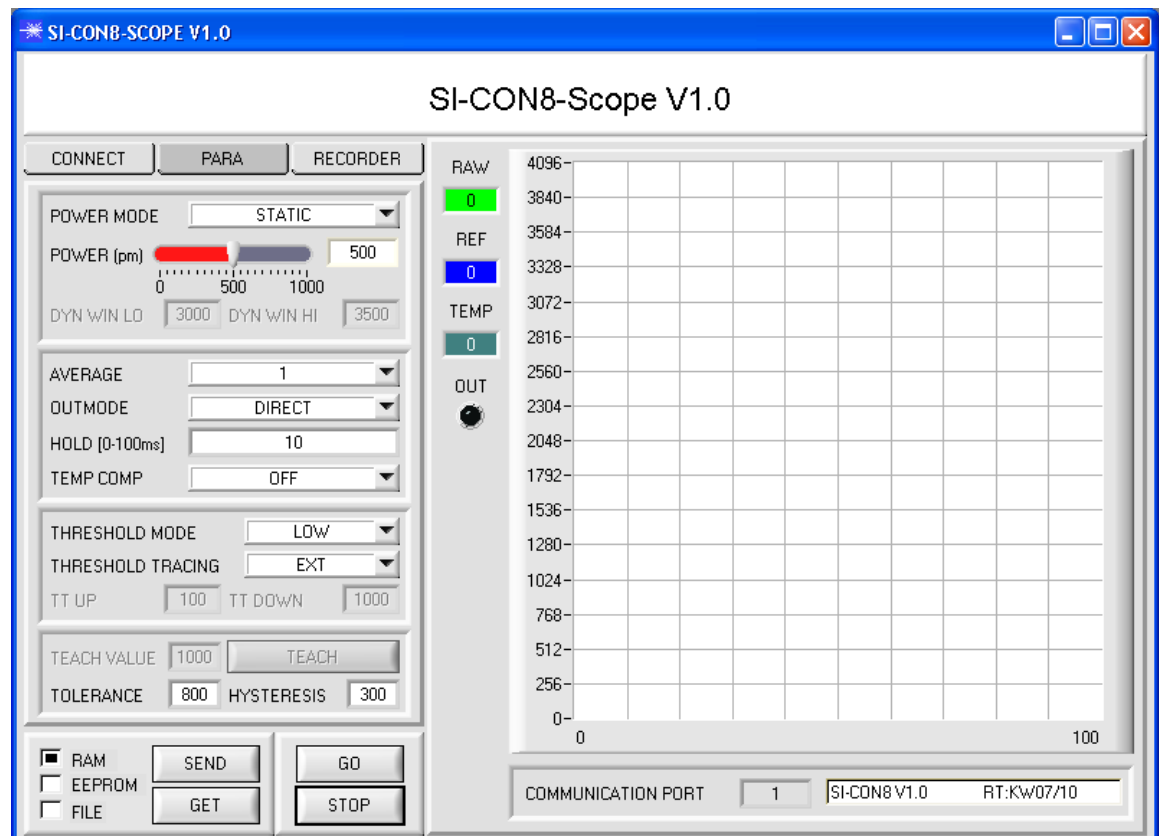 SI-CON8-SCOPE V1.0
SI-CON8-Scope V1.0
CONNECT PARA RECORDER
POWER MODE STATIC
POWER (pm) 500
0 500 1000
DYN WIN LO 3000 DYN WIN HI 3500
AVERAGE 1
OUTMODE DIRECT
HOLD [0-100ms] 10
TEMP COMP OFF
THRESHOLD MODE LOW
THRESHOLD TRACING EXT
TT UP 100 TT DOWN 1000
TEACH VALUE 1000 TEACH
TOLERANCE 800 HYSTERESIS 300
RAM
EEPROM
FILE
SEND
GET
GO
STOP
RAW
0
REF
0
TEMP
0
OUT
4096
3840
3584
3328
3072
2816
2560
2304
2048
1792
1536
1280
1024
768
512
256
0
0 100
COMMUNICATION PORT 1 SI-CON8 V1.0 RT:KW07/10